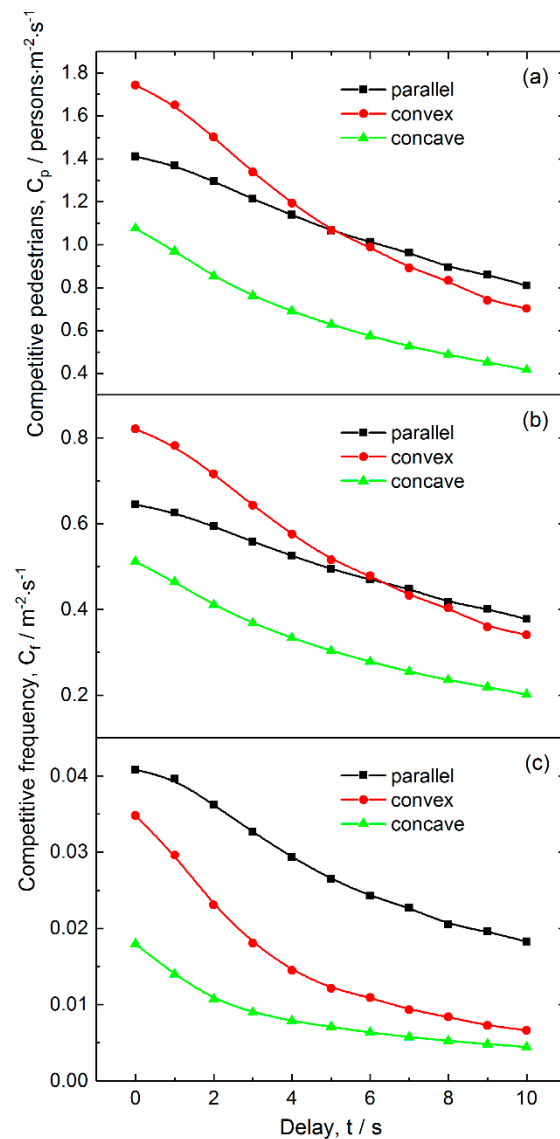 (a)
parallel
convex
concave
1.8
1.6
1.4
1.2
1.0
0.8
0.6
0.4
Competitive pedestrians, Cₚ / persons·m⁻²·s⁻¹
(b)
parallel
convex
concave
0.8
0.6
0.4
0.2
Competitive frequency, C_f / m⁻²·s⁻¹
(c)
parallel
convex
concave
0.04
0.03
0.02
0.01
0.00
0 2 4 6 8 10
Delay, t / s